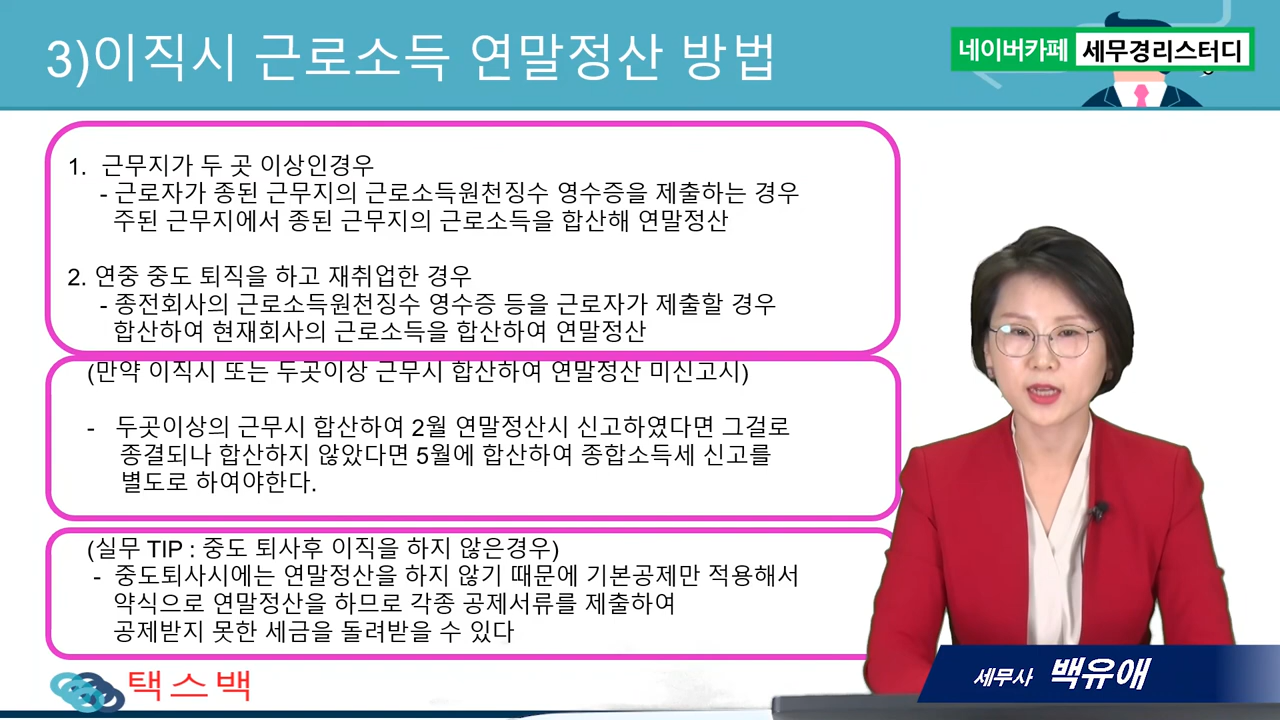 3)이직시 근로소득 연말정산 방법
네이버카페 세무경리스터디
1. 근무지가 두 곳 이상인경우
- 근로자가 종된 근무지의 근로소득원천징수 영수증을 제출하는 경우
주된 근무지에서 종된 근무지의 근로소득을 합산해 연말정산
2. 연중 중도 퇴직을 하고 재취업한 경우
- 종전회사의 근로소득원천징수 영수증 등을 근로자가 제출할 경우
합산하여 현재회사의 근로소득을 합산하여 연말정산
(만약 이직시 또는 두곳이상 근무시 합산하여 연말정산 미신고시)
- 두곳이상의 근무시 합산하여 2월 연말정산시 신고하였다면 그걸로
종결되나 합산하지 않았다면 5월에 합산하여 종합소득세 신고를
별도로 하여야한다.
(실무 TIP : 중도 퇴사후 이직을 하지 않은경우)
- 중도퇴사시에는 연말정산을 하지 않기 때문에 기본공제만 적용해서
약식으로 연말정산을 하므로 각종 공제서류를 제출하여
공제받지 못한 세금을 돌려받을 수 있다
택스백
세무사 백유애